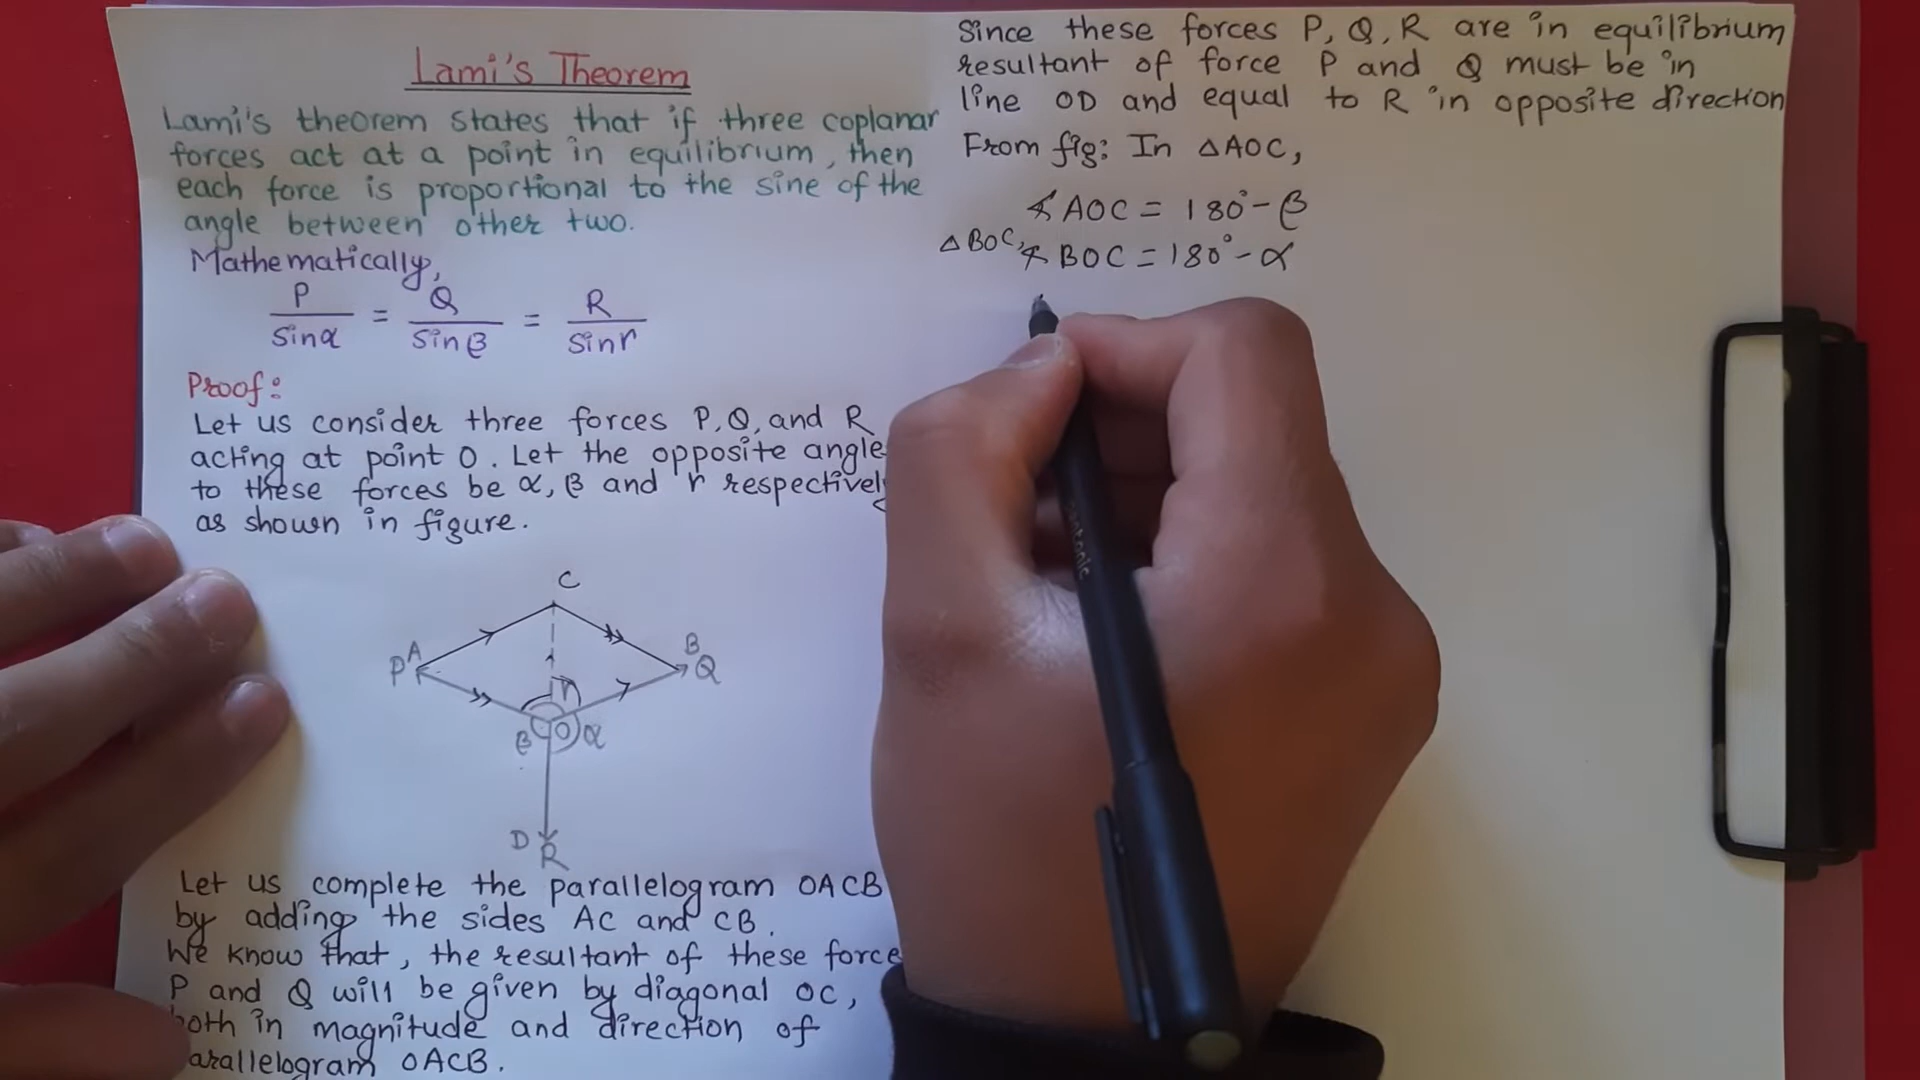 Lami's Theorem
Lami's theorem states that if three coplanar
forces act at a point in equilibrium, then
each force is proportional to the sine of the
angle between other two.
Mathematically,
P/sinα = Q/sinβ = R/sinr
Proof:
Let us consider three forces P, Q, and R
acting at point O. Let the opposite angle
to these forces be α, β and r respectively
as shown in figure.
C
A
P
B
Q
r
β
O
α
D
R
Let us complete the parallelogram OACB
by adding the sides AC and CB.
We know that, the resultant of these force
P and Q will be given by diagonal OC,
both in magnitude and direction of
arallelogram OACB.
Since these forces P, Q, R are in equilibrium
resultant of force P and Q must be in
line OD and equal to R in opposite direction
From fig: In △AOC,
∡AOC = 180° - β
△BOC, ∡BOC = 180° - α